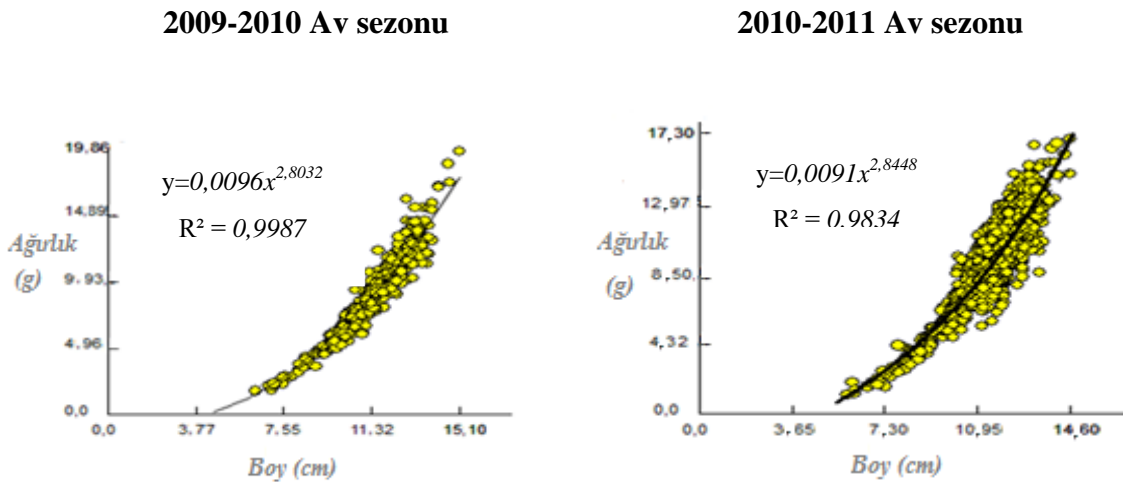 2009-2010 Av sezonu
19,86
14,89
9,93
4,96
0,0
y=0,0096x^2,8032
R² = 0,9987
Ağırlık
(g)
0,0 3.77 7,55 11,32 15,10
Boy (cm)
2010-2011 Av sezonu
17,30
12,97
8,50
4,32
0,0
y=0,0091x^2,8448
R² = 0.9834
Ağırlık
(g)
0,0 3,65 7,30 10,95 14,60
Boy (cm)